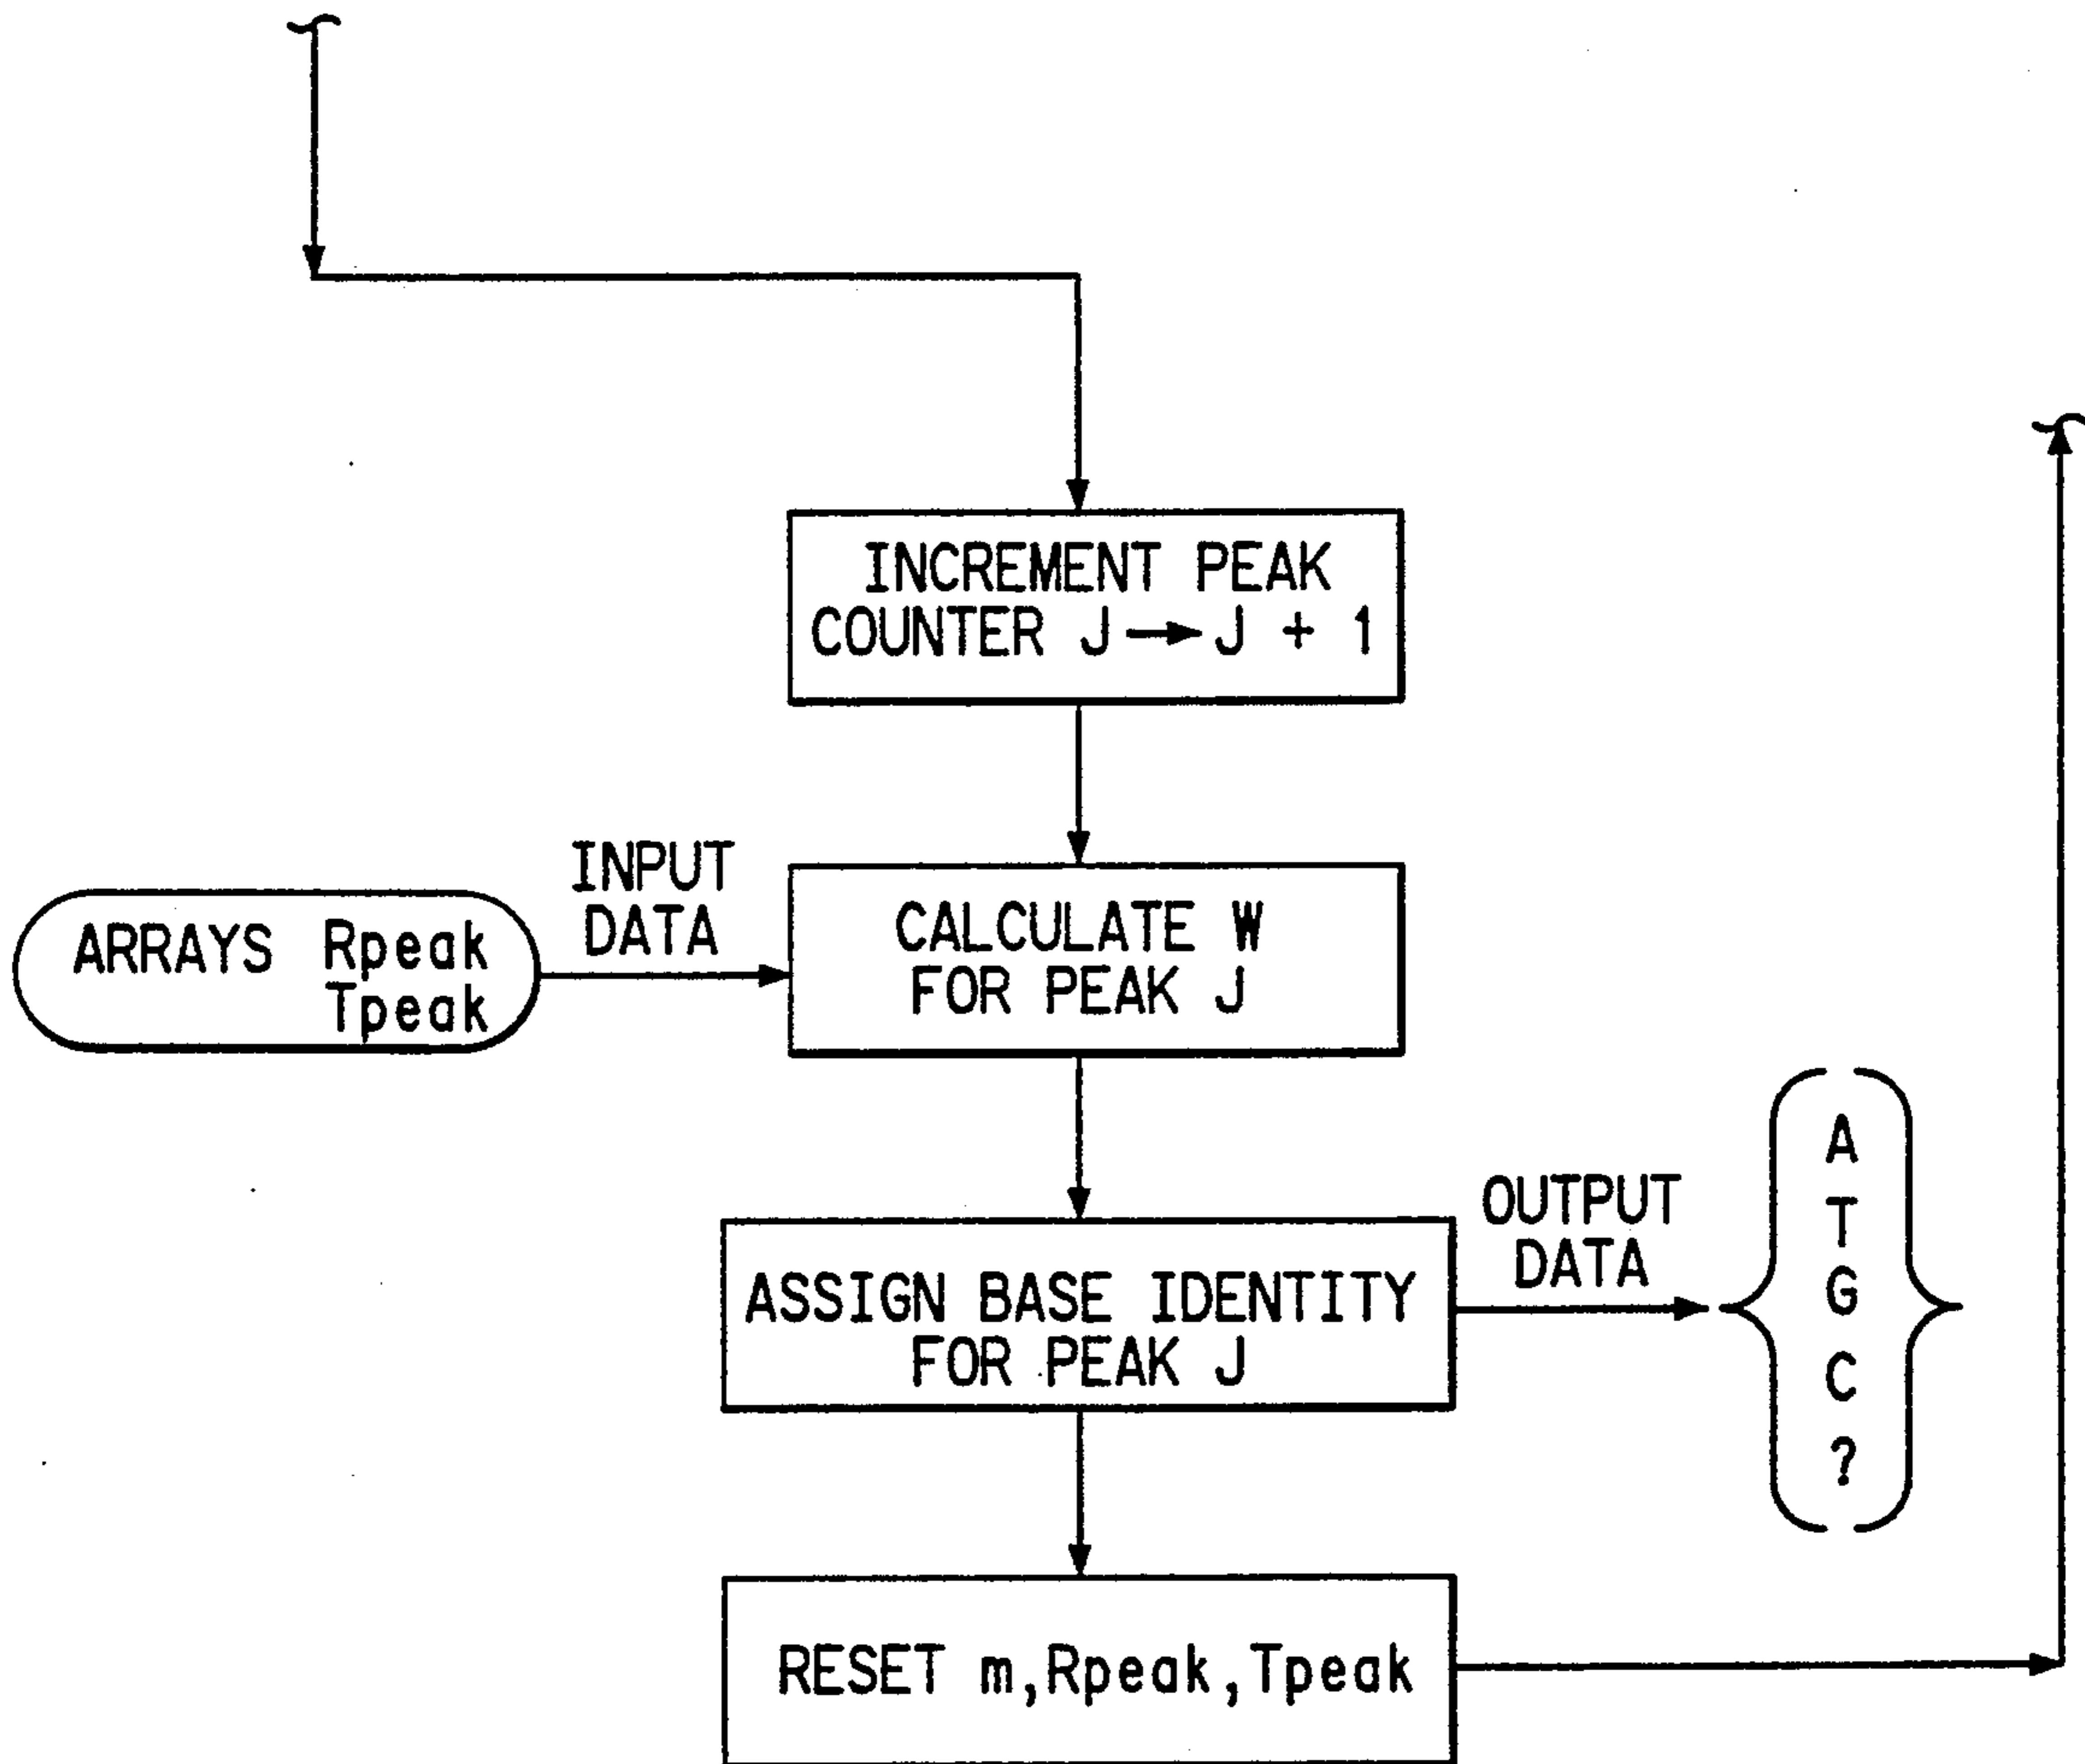 INCREMENT PEAK
COUNTER J → J + 1
INPUT
DATA
ARRAYS Rpeak
Tpeak
CALCULATE W
FOR PEAK J
ASSIGN BASE IDENTITY
FOR PEAK J
OUTPUT
DATA
A
T
G
C
?
RESET m,Rpeak,Tpeak